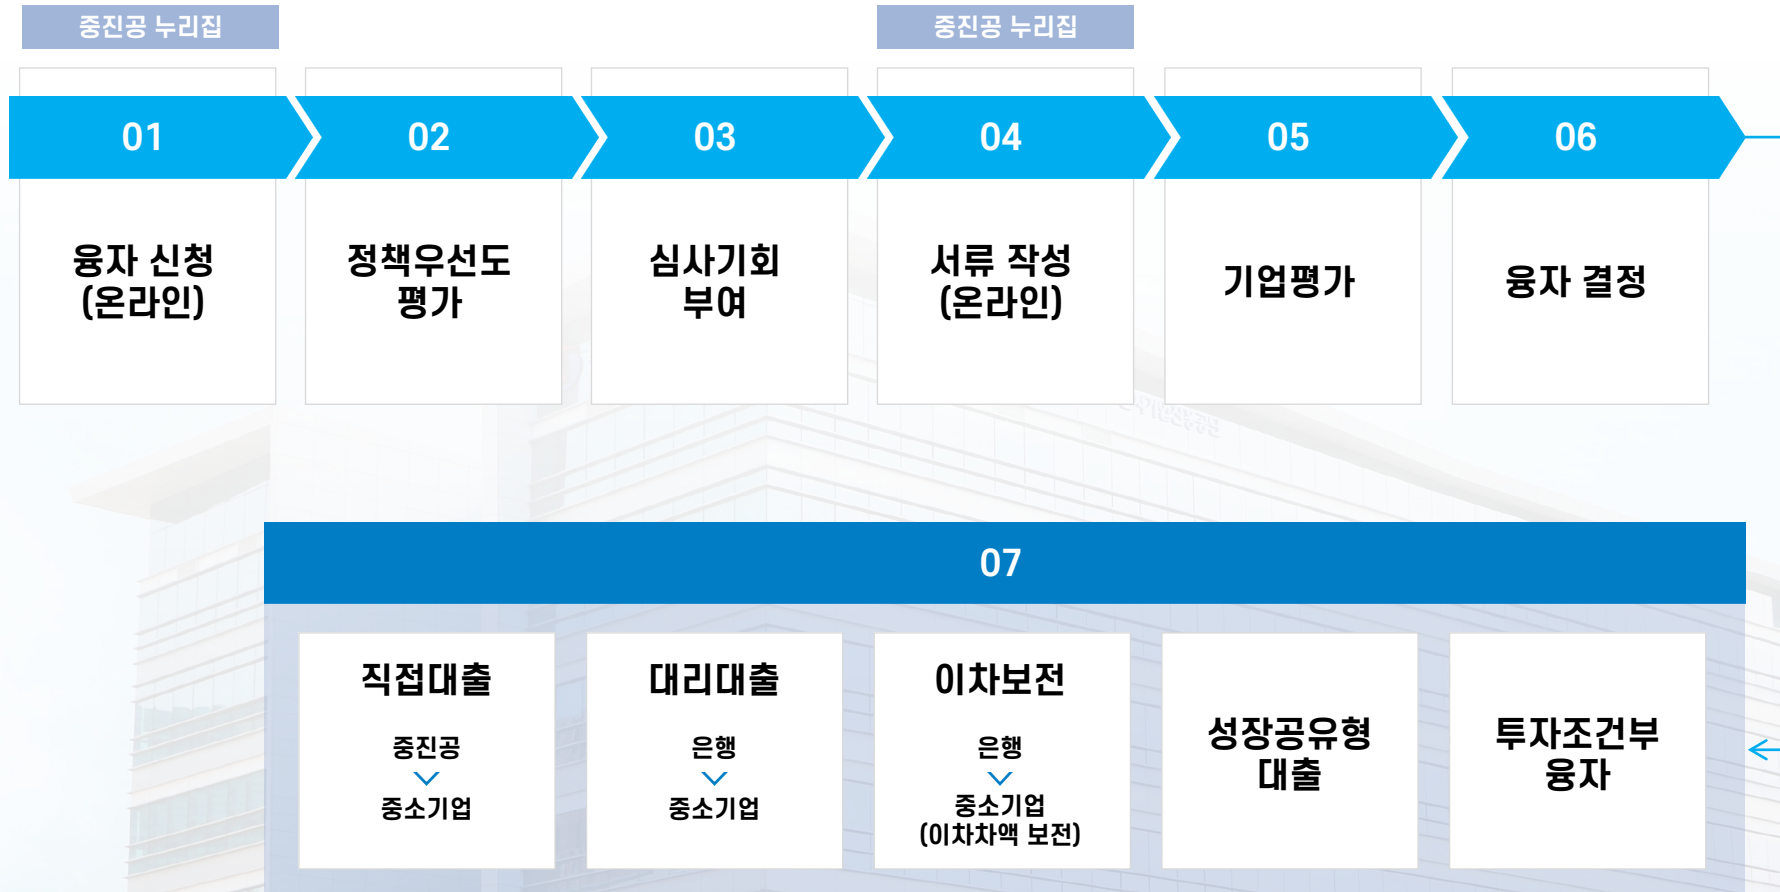 중진공 누리집
중진공 누리집
01
02
03
04
05
06
융자 신청
(온라인)
정책우선도
평가
심사기회
부여
서류 작성
(온라인)
기업평가
융자 결정
07
직접대출
중진공
중소기업
대리대출
은행
중소기업
이차보전
은행
중소기업
(이차차액 보전)
성장공유형
대출
투자조건부
융자